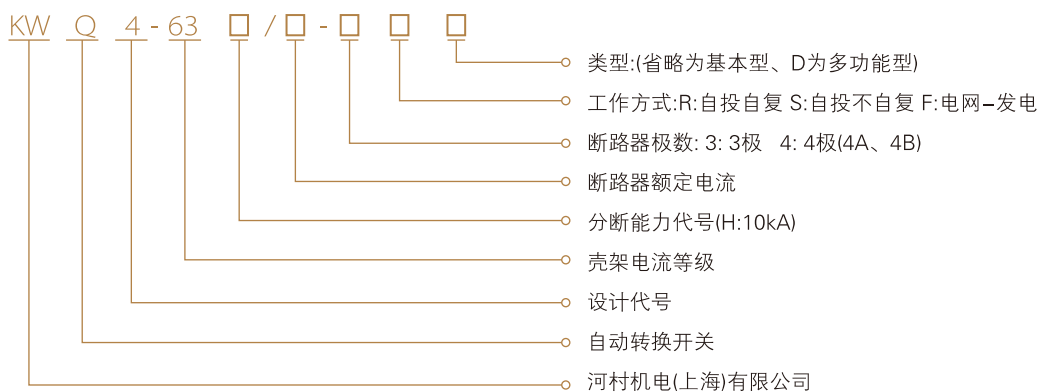 KW Q 4 - 63 □ / □ - □ □ □
类型:(省略为基本型、D为多功能型)
工作方式:R:自投自复 S:自投不自复 F:电网-发电
断路器极数: 3: 3极 4: 4极(4A、4B)
断路器额定电流
分断能力代号(H:10kA)
壳架电流等级
设计代号
自动转换开关
河村机电(上海)有限公司